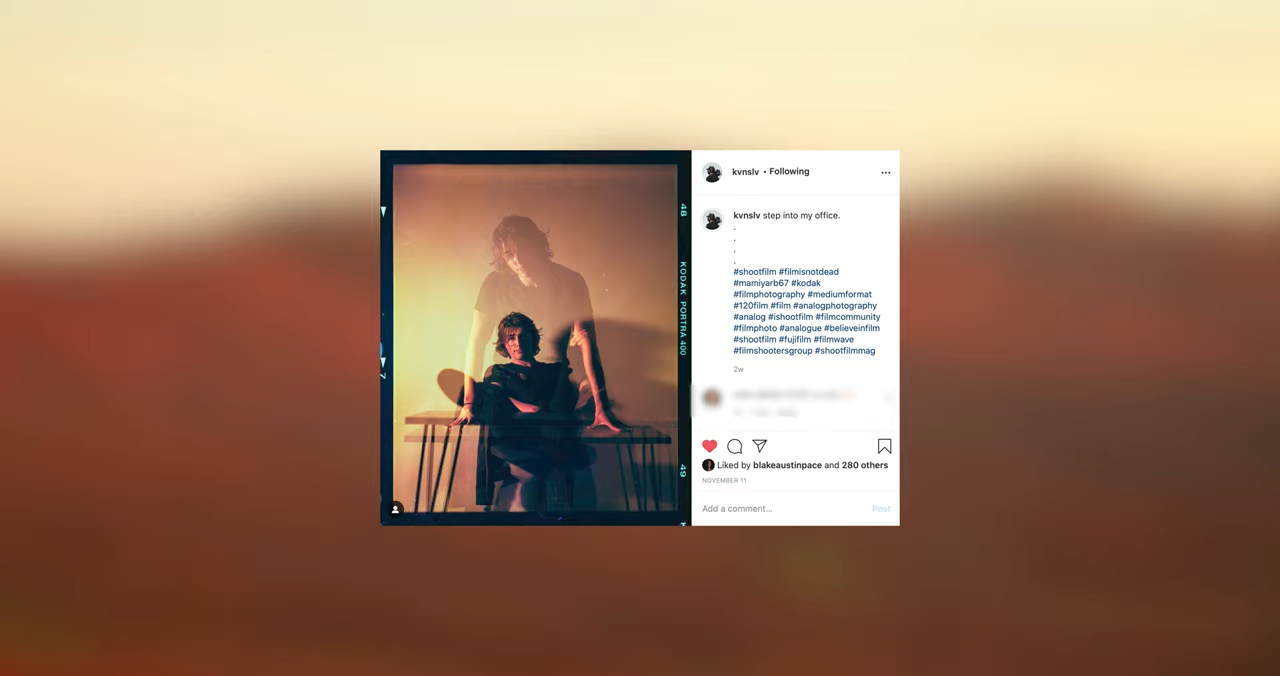 48
KODAK PORTRA 400
49
7
kvnslv • Following
kvnslv step into my office.
.
.
.
.
#shootfilm #filmisnotdead
#mamiyarb67 #kodak
#filmphotography #mediumformat
#120film #film #analogphotography
#analog #ishootfilm #filmcommunity
#filmphoto #analogue #believeinfilm
#shootfilm #fujifilm #filmwave
#filmshootersgroup #shootfilmmag
2w
Liked by blakeaustinpace and 280 others
NOVEMBER 11
Add a comment... Post